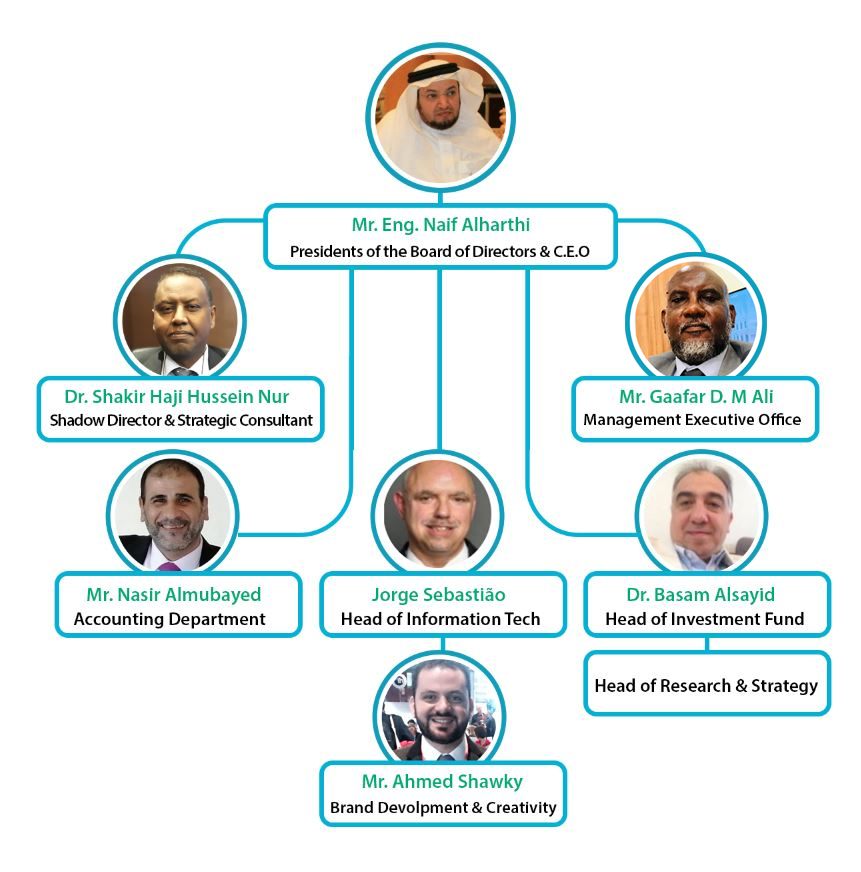 Mr. Eng. Naif Alharthi
Presidents of the Board of Directors & C.E.O
Dr. Shakir Haji Hussein Nur
Shadow Director & Strategic Consultant
Mr. Gaafar D. M Ali
Management Executive Office
Mr. Nasir Almubayed
Accounting Department
Jorge Sebastião
Head of Information Tech
Dr. Basam Alsayid
Head of Investment Fund
Head of Research & Strategy
Mr. Ahmed Shawky
Brand Devolpment & Creativity